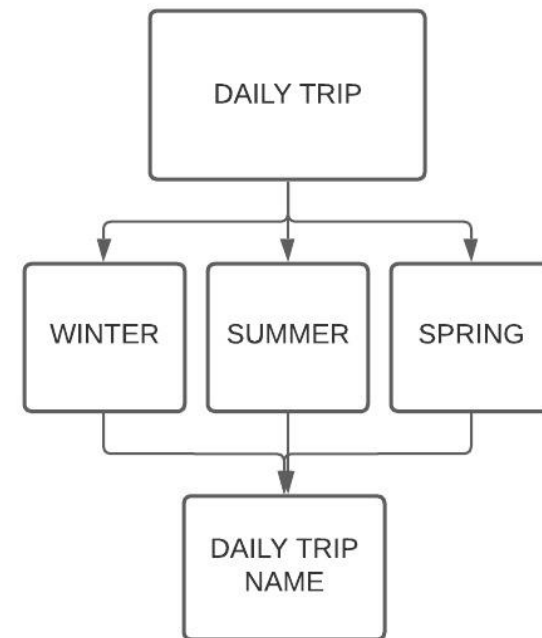 DAILY TRIP
WINTER
SUMMER
SPRING
DAILY TRIP
NAME